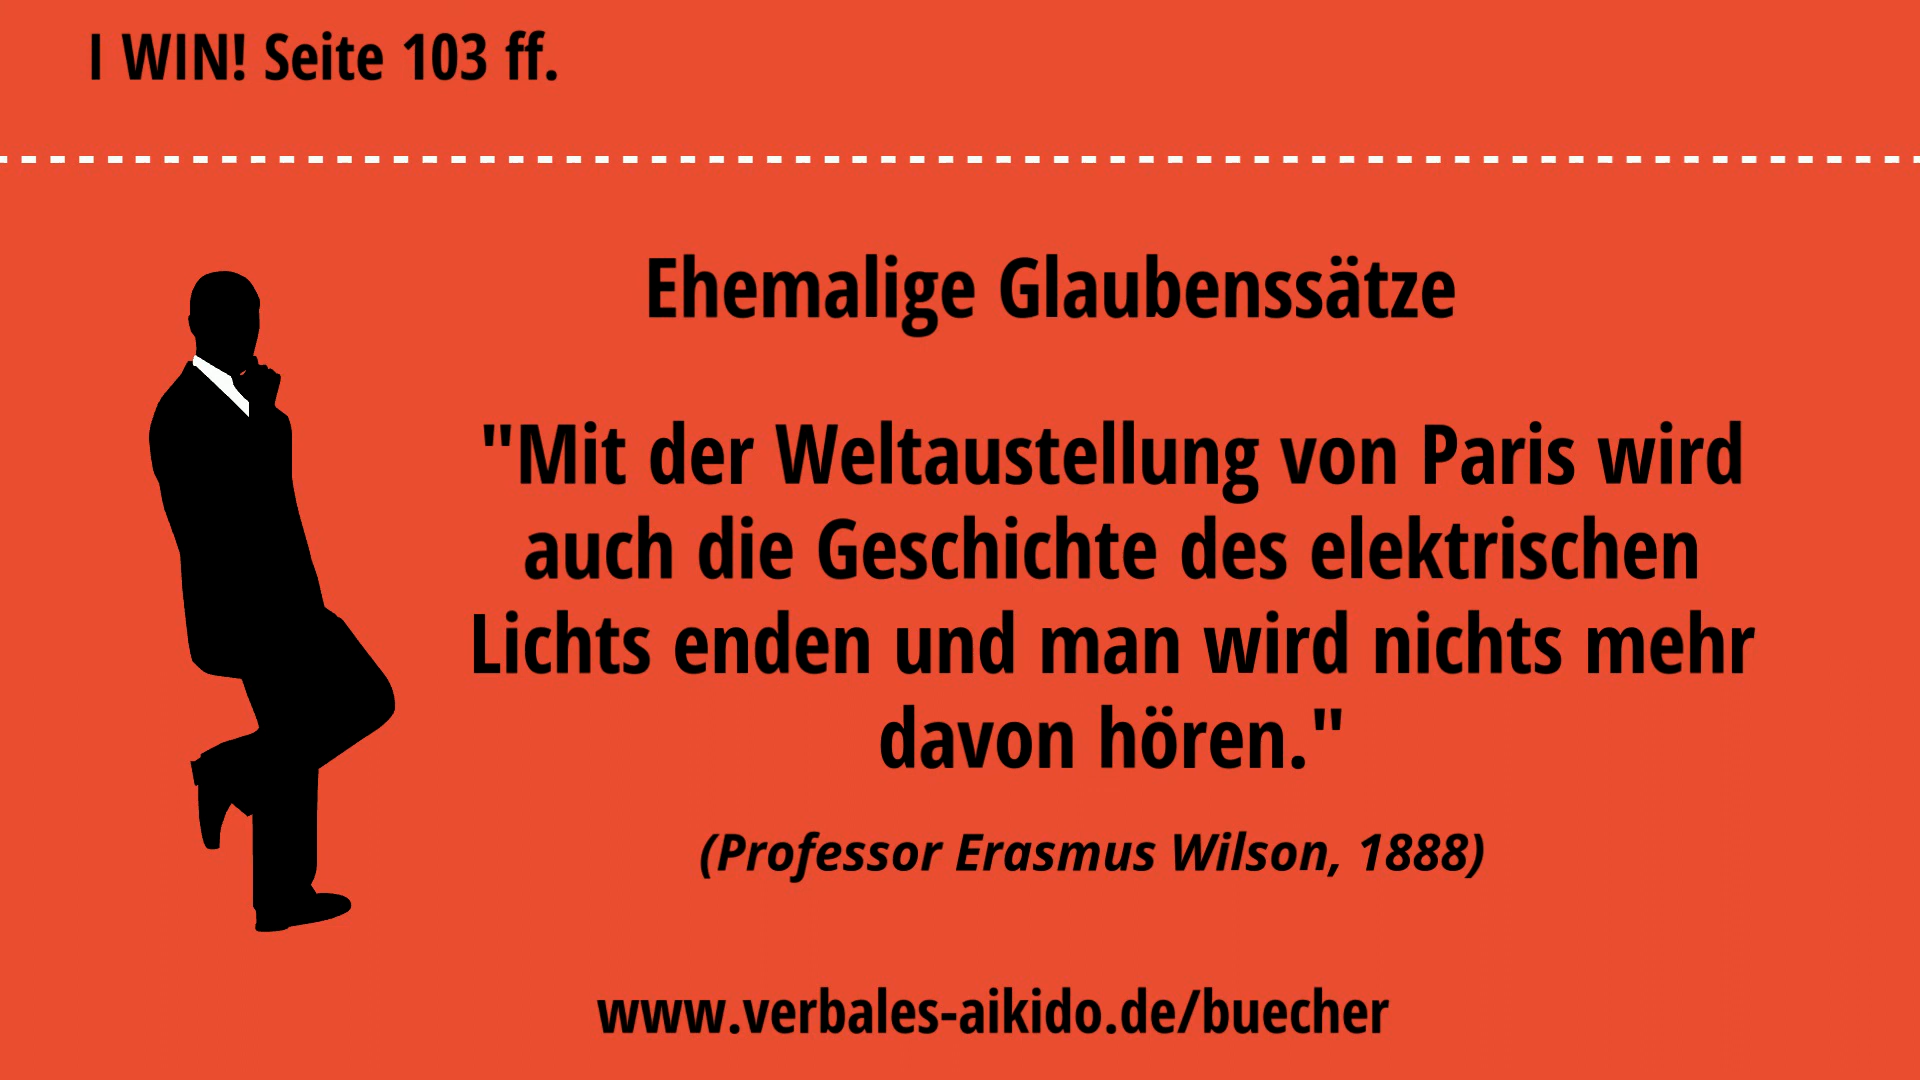 I WIN! Seite 103 ff.
Ehemalige Glaubenssätze
"Mit der Weltaustellung von Paris wird
auch die Geschichte des elektrischen
Lichts enden und man wird nichts mehr
davon hören."
(Professor Erasmus Wilson, 1888)
www.verbales-aikido.de/buecher